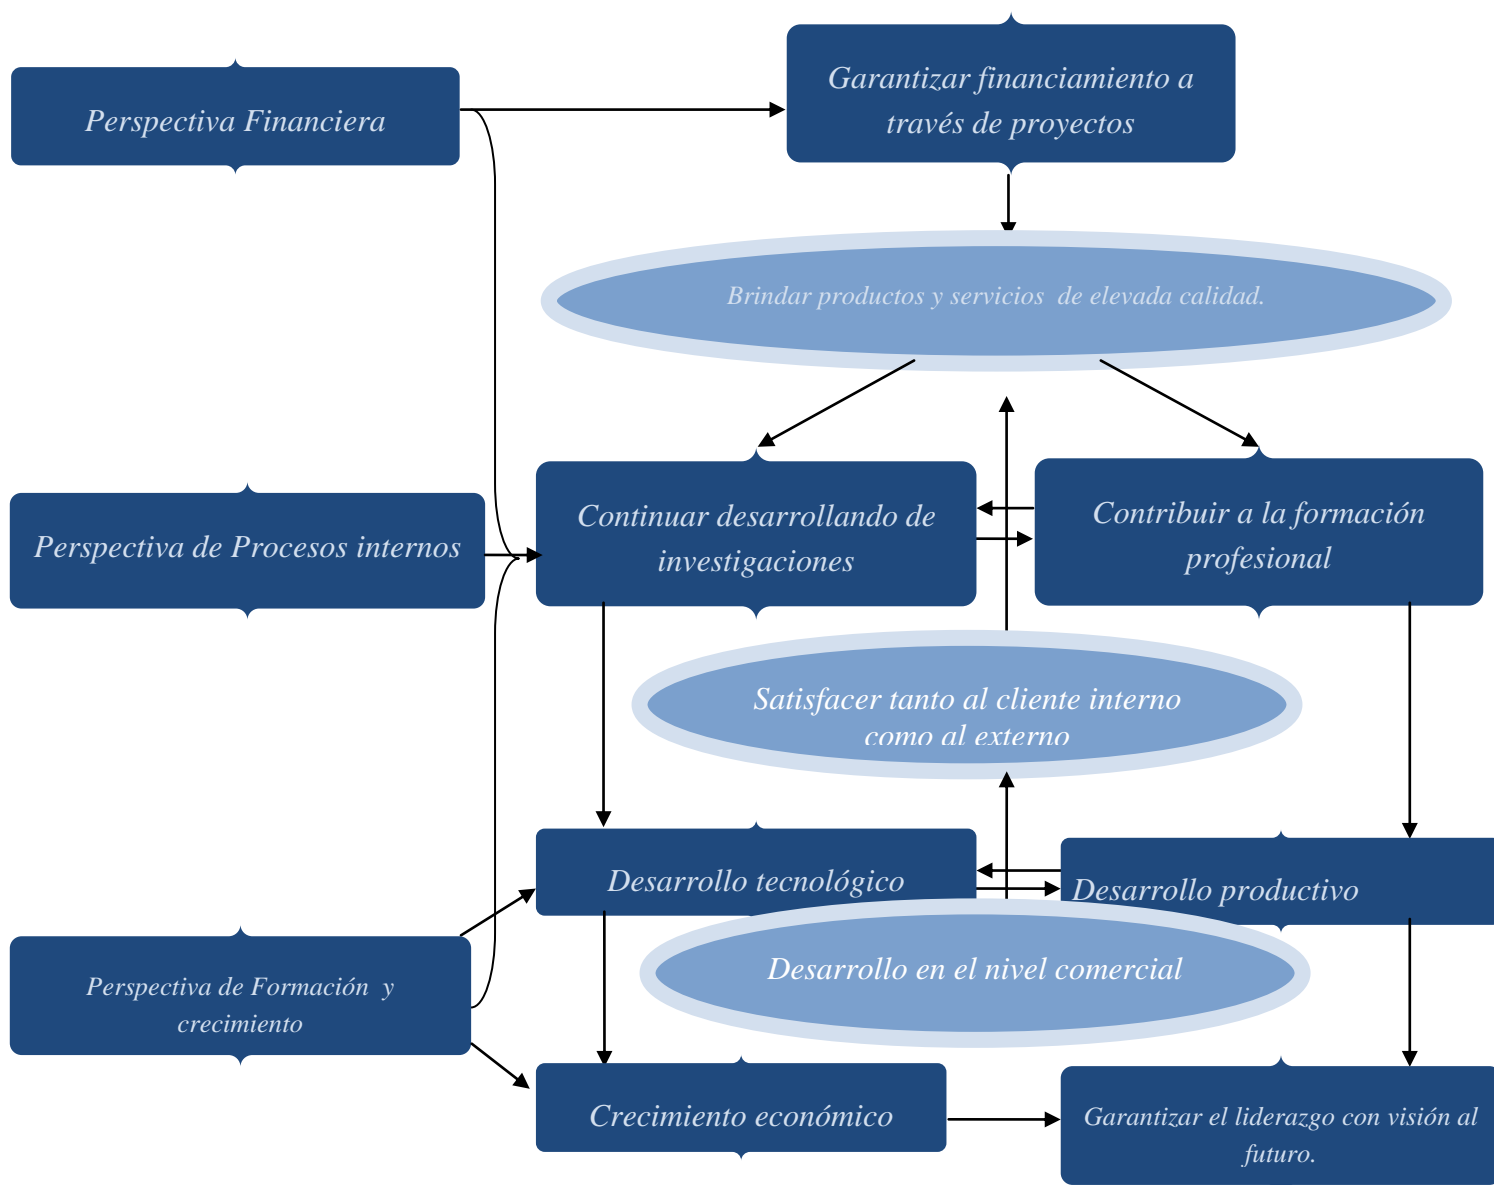 Perspectiva Financiera
Garantizar financiamiento a
través de proyectos
Brindar productos y servicios  de elevada calidad.
Perspectiva de Procesos internos
Continuar desarrollando de
investigaciones
Contribuir a la formación
profesional
Satisfacer tanto al cliente interno
como al externo
Desarrollo tecnológico
Desarrollo productivo
Perspectiva de Formación  y
crecimiento
Desarrollo en el nivel comercial
Crecimiento económico
Garantizar el liderazgo con visión al
futuro.